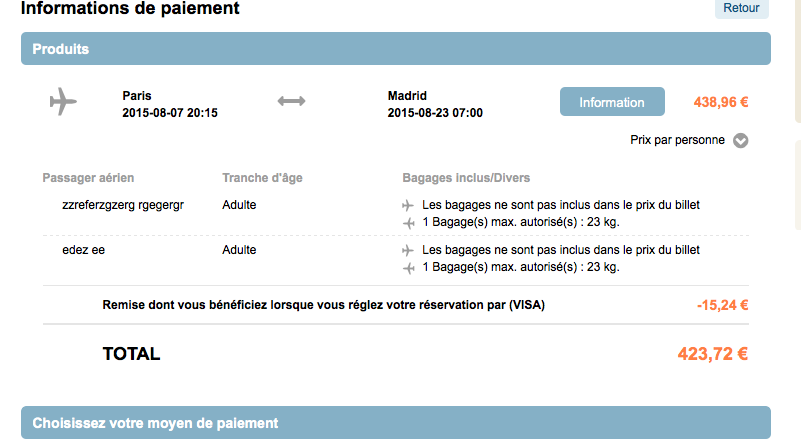 Informations de paiement
Retour
Produits
Paris
2015-08-07 20:15
Madrid
2015-08-23 07:00
Information
438,96 €
Prix par personne
Passager aérien Tranche d'âge Bagages inclus/Divers
zzreferzgzerg rgegergr Adulte Les bagages ne sont pas inclus dans le prix du billet
1 Bagage(s) max. autorisé(s) : 23 kg.
edez ee Adulte Les bagages ne sont pas inclus dans le prix du billet
1 Bagage(s) max. autorisé(s) : 23 kg.
Remise dont vous bénéficiez lorsque vous réglez votre réservation par (VISA) -15,24 €
TOTAL 423,72 €
Choisissez votre moyen de paiement